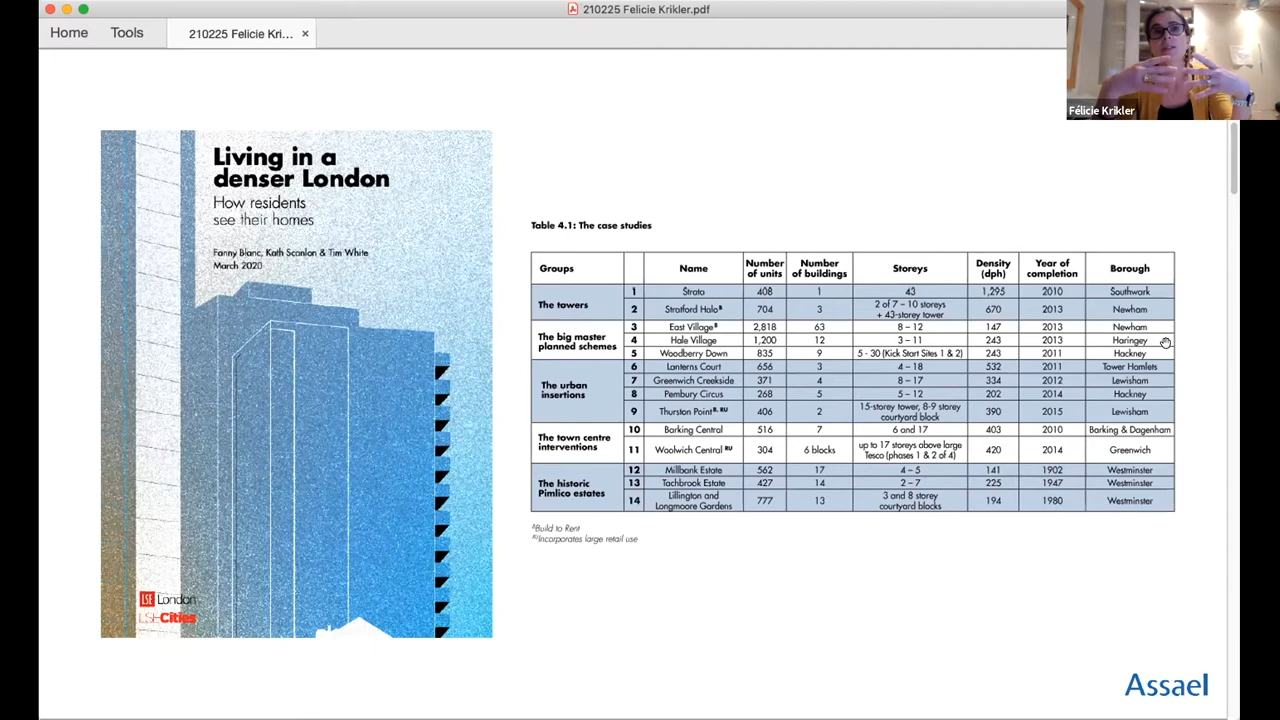 210225 Felicie Krikler.pdf
Home Tools 210225 Felicie Kri... ×
Félicie Krikler
Living in a
denser London
How residents
see their homes
Fanny Blanc, Kath Scanlon & Tim White
March 2020
LSE London
LSE Cities
Table 4.1: The case studies
Groups Name Number of units Number of buildings Storeys Density (dph) Year of completion Borough
The towers
1 Strata 408 1 43 1,295 2010 Southwark
2 Stratford Halo B 704 3 2 of 7 – 10 storeys + 43-storey tower 670 2013 Newham
The big master planned schemes
3 East Village B 2,818 63 8 – 12 147 2013 Newham
4 Hale Village 1,200 12 3 – 11 243 2013 Haringey
5 Woodberry Down 835 9 5 - 30 (Kick Start Sites 1 & 2) 243 2011 Hackney
The urban insertions
6 Lanterns Court 656 3 4 – 18 532 2011 Tower Hamlets
7 Greenwich Creekside 371 4 8 – 17 334 2012 Lewisham
8 Pembury Circus 268 5 5 – 12 202 2014 Hackney
9 Thurston Point B, RU 406 2 15-storey tower, 8-9 storey courtyard block 390 2015 Lewisham
The town centre interventions
10 Barking Central 516 7 6 and 17 403 2010 Barking & Dagenham
11 Woolwich Central RU 304 6 blocks up to 17 storeys above large Tesco (phases 1 & 2 of 4) 420 2014 Greenwich
The historic Pimlico estates
12 Millbank Estate 562 17 4 – 5 141 1902 Westminster
13 Tachbrook Estate 427 14 2 – 7 225 1947 Westminster
14 Lillington and Longmoore Gardens 777 13 3 and 8 storey courtyard blocks 194 1980 Westminster
B Build to Rent
RU Incorporates large retail use
Assael